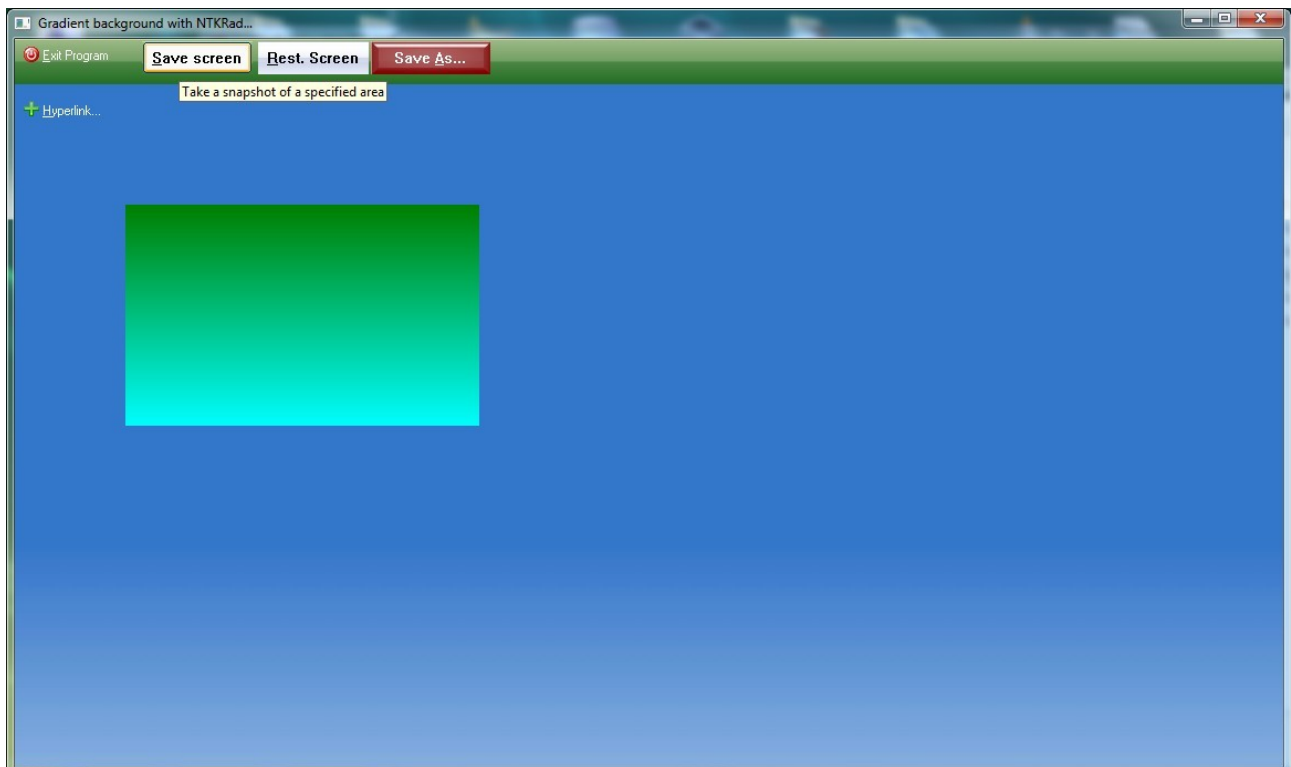 Gradient background with NTKRad...
Exit Program
Save screen
Rest. Screen
Save As...
Take a snapshot of a specified area
Hyperlink...